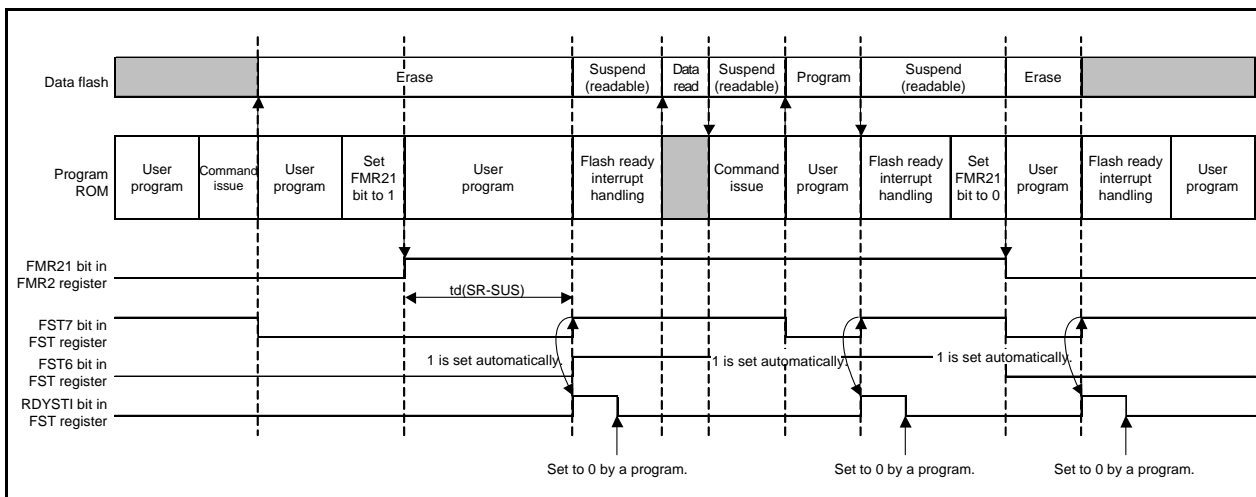 Data flash
Erase
Suspend
(readable)
Data
read
Suspend
(readable)
Program
Suspend
(readable)
Erase
Program
ROM
User
program
Command
issue
User
program
Set
FMR21
bit to 1
User
program
Flash ready
interrupt
handling
Command
issue
User
program
Flash ready
interrupt
handling
Set
FMR21
bit to 0
User
program
Flash ready
interrupt
handling
User
program
FMR21 bit in
FMR2 register
td(SR-SUS)
FST7 bit in
FST register
1 is set automatically.
1 is set automatically.
1 is set automatically.
FST6 bit in
FST register
RDYSTI bit in
FST register
Set to 0 by a program.
Set to 0 by a program.
Set to 0 by a program.